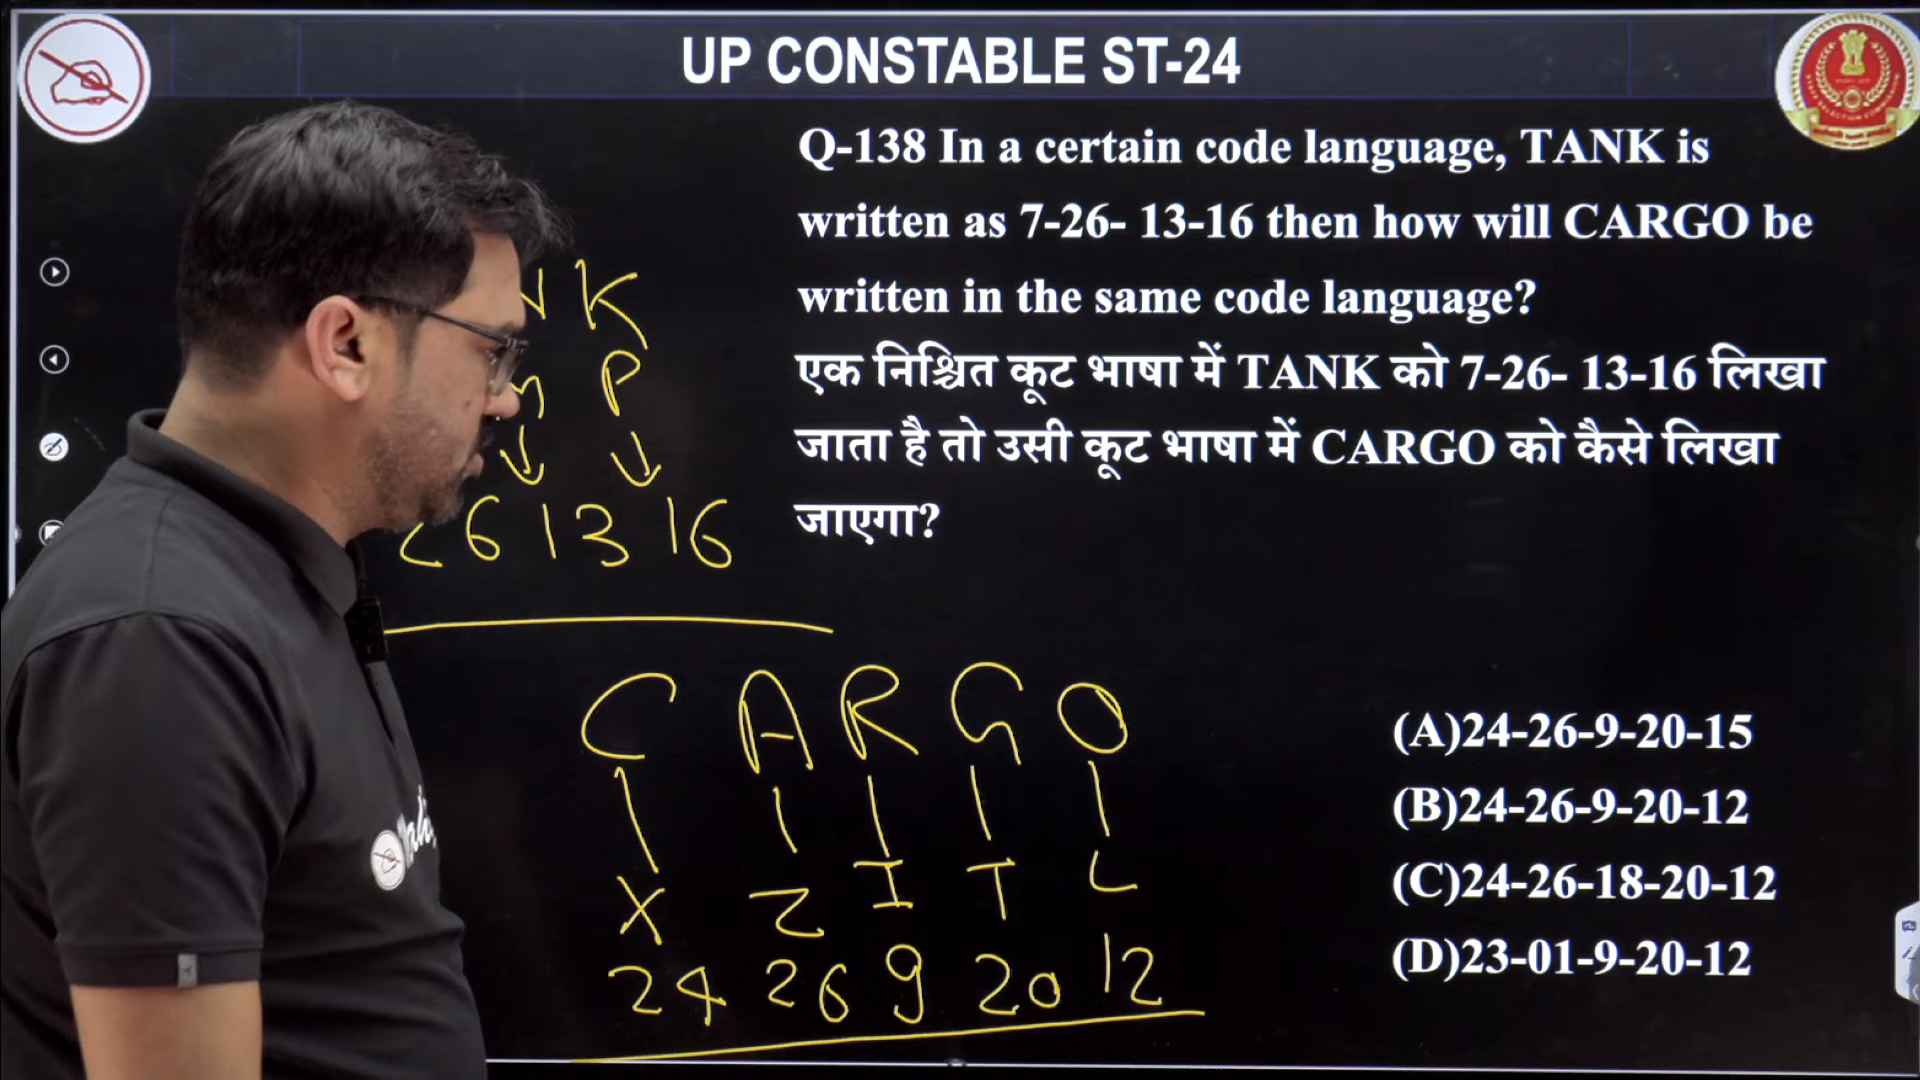 UP CONSTABLE ST-24
Q-138 In a certain code language, TANK is
written as 7-26- 13-16 then how will CARGO be
written in the same code language?
एक निश्चित कूट भाषा में TANK को 7-26- 13-16 लिखा
जाता है तो उसी कूट भाषा में CARGO को कैसे लिखा
जाएगा?
N K
P
26 13 16
C A R G O
X Z I T L
24 26 9 20 12
(A)24-26-9-20-15
(B)24-26-9-20-12
(C)24-26-18-20-12
(D)23-01-9-20-12